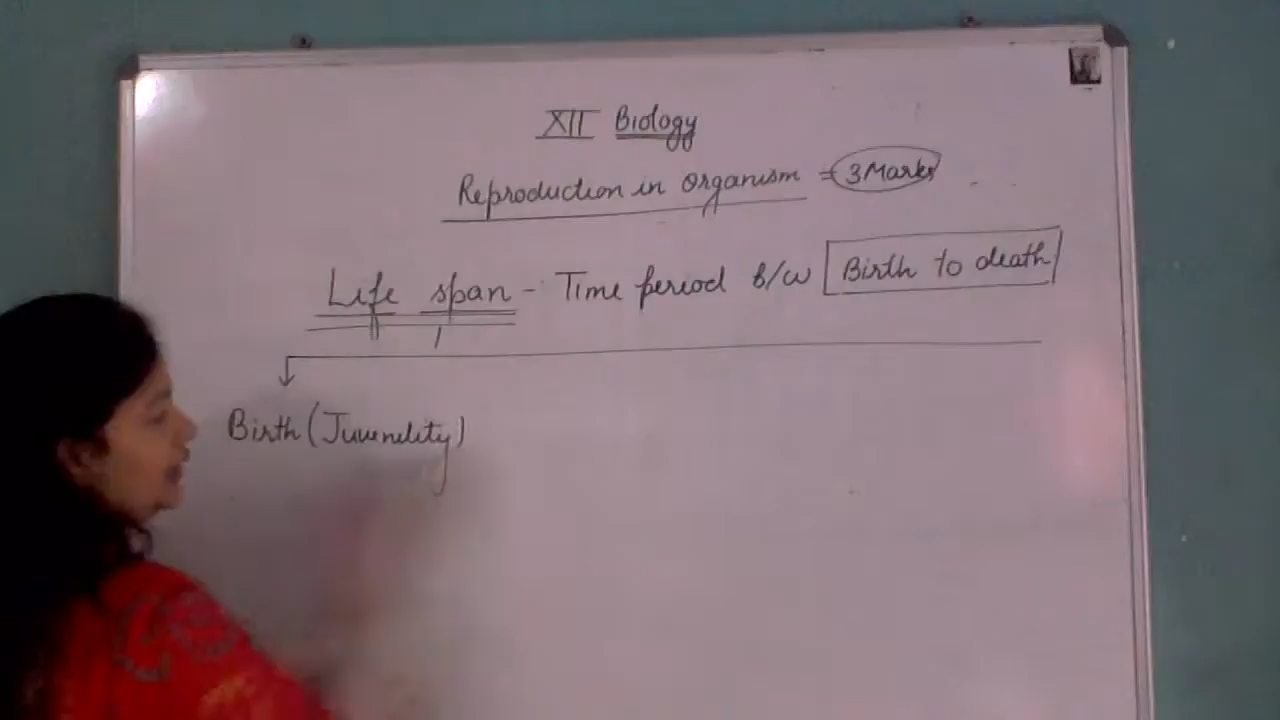 XII Biology
Reproduction in Organism = 3 Marks
Life span - Time period b/w Birth to death
Birth (Juvenility)